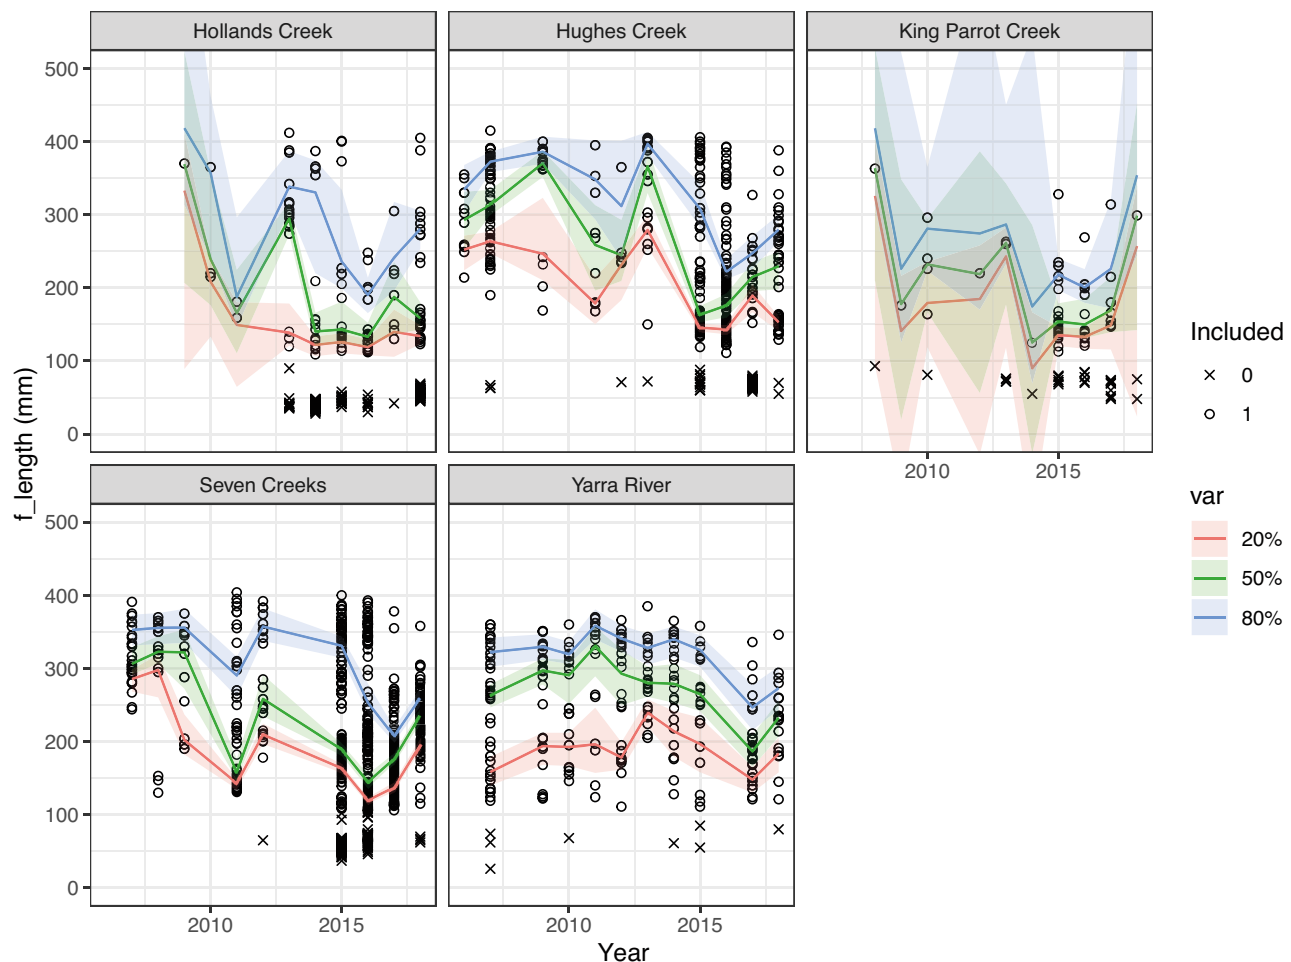 Hollands Creek
Hughes Creek
King Parrot Creek
500
400
300
200
100
0
2010
2015
Seven Creeks
Yarra River
500
400
300
200
100
0
2010
2015
2010
2015
f_length (mm)
Year
Included
0
1
var
20%
50%
80%